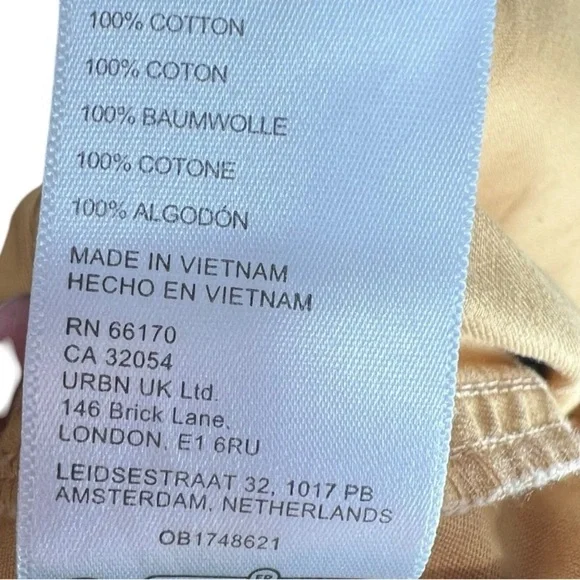 100% COTTON
100% COTON
100% BAUMWOLLE
100% COTONE
100% ALGODÓN
MADE IN VIETNAM
HECHO EN VIETNAM
RN 66170
CA 32054
URBN UK Ltd.
146 Brick Lane,
LONDON, E1 6RU
LEIDSESTRAAT 32, 1017 PB
AMSTERDAM, NETHERLANDS
OB1748621
FR